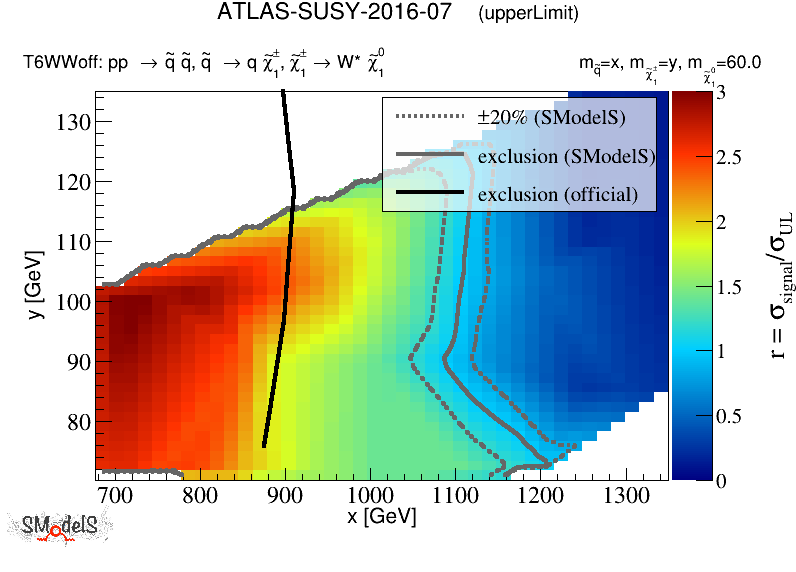 ATLAS-SUSY-2016-07 (upperLimit)
T6WWoff: pp → q̃ q̃, q̃ → q χ̃₁±, χ̃₁± → W* χ̃₁⁰
m_q̃=x, m_χ̃₁±=y, m_χ̃₁⁰=60.0
±20% (SModelS)
exclusion (SModelS)
exclusion (official)
130
120
110
100
90
80
y [GeV]
700 800 900 1000 1100 1200 1300
x [GeV]
3
2.5
2
1.5
1
0.5
0
r = σ_signal/σ_UL
SModelS